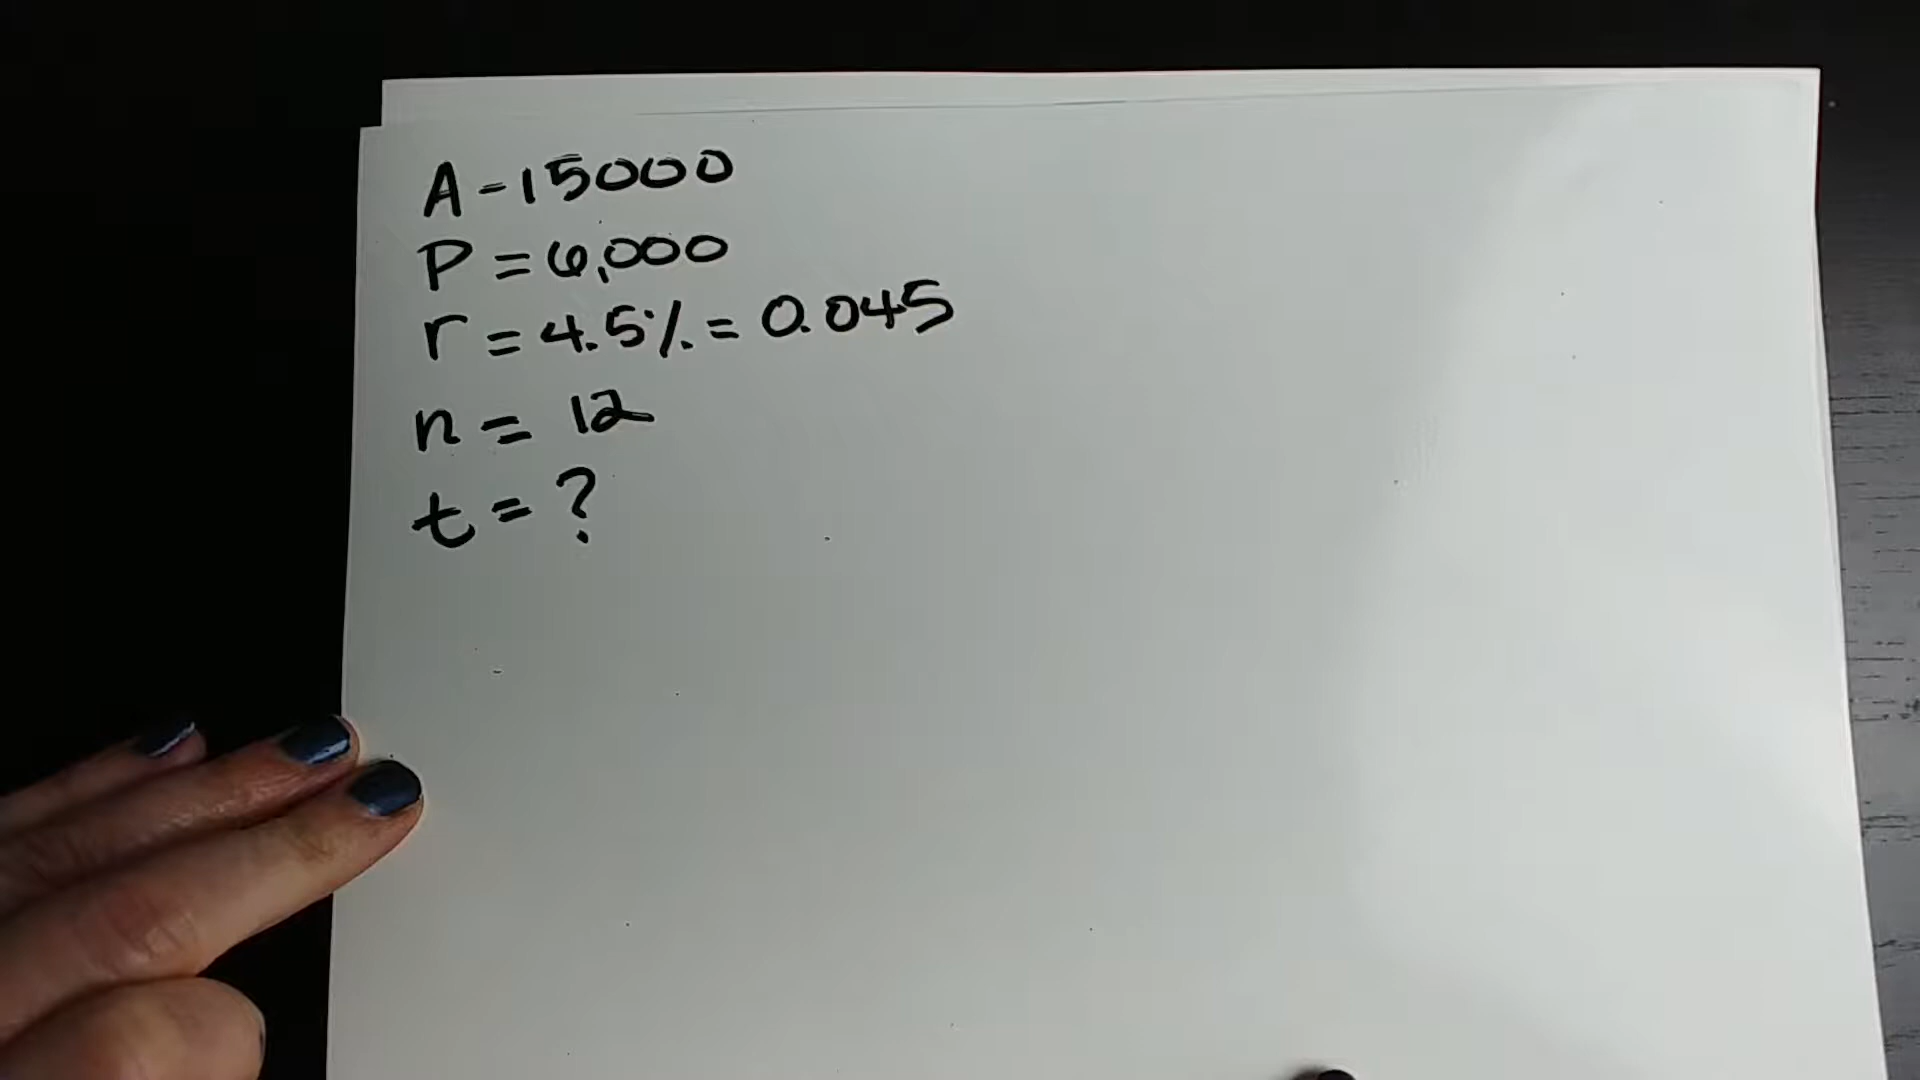 A-15000
P = 6,000
r = 4.5% = 0.045
n = 12
t = ?